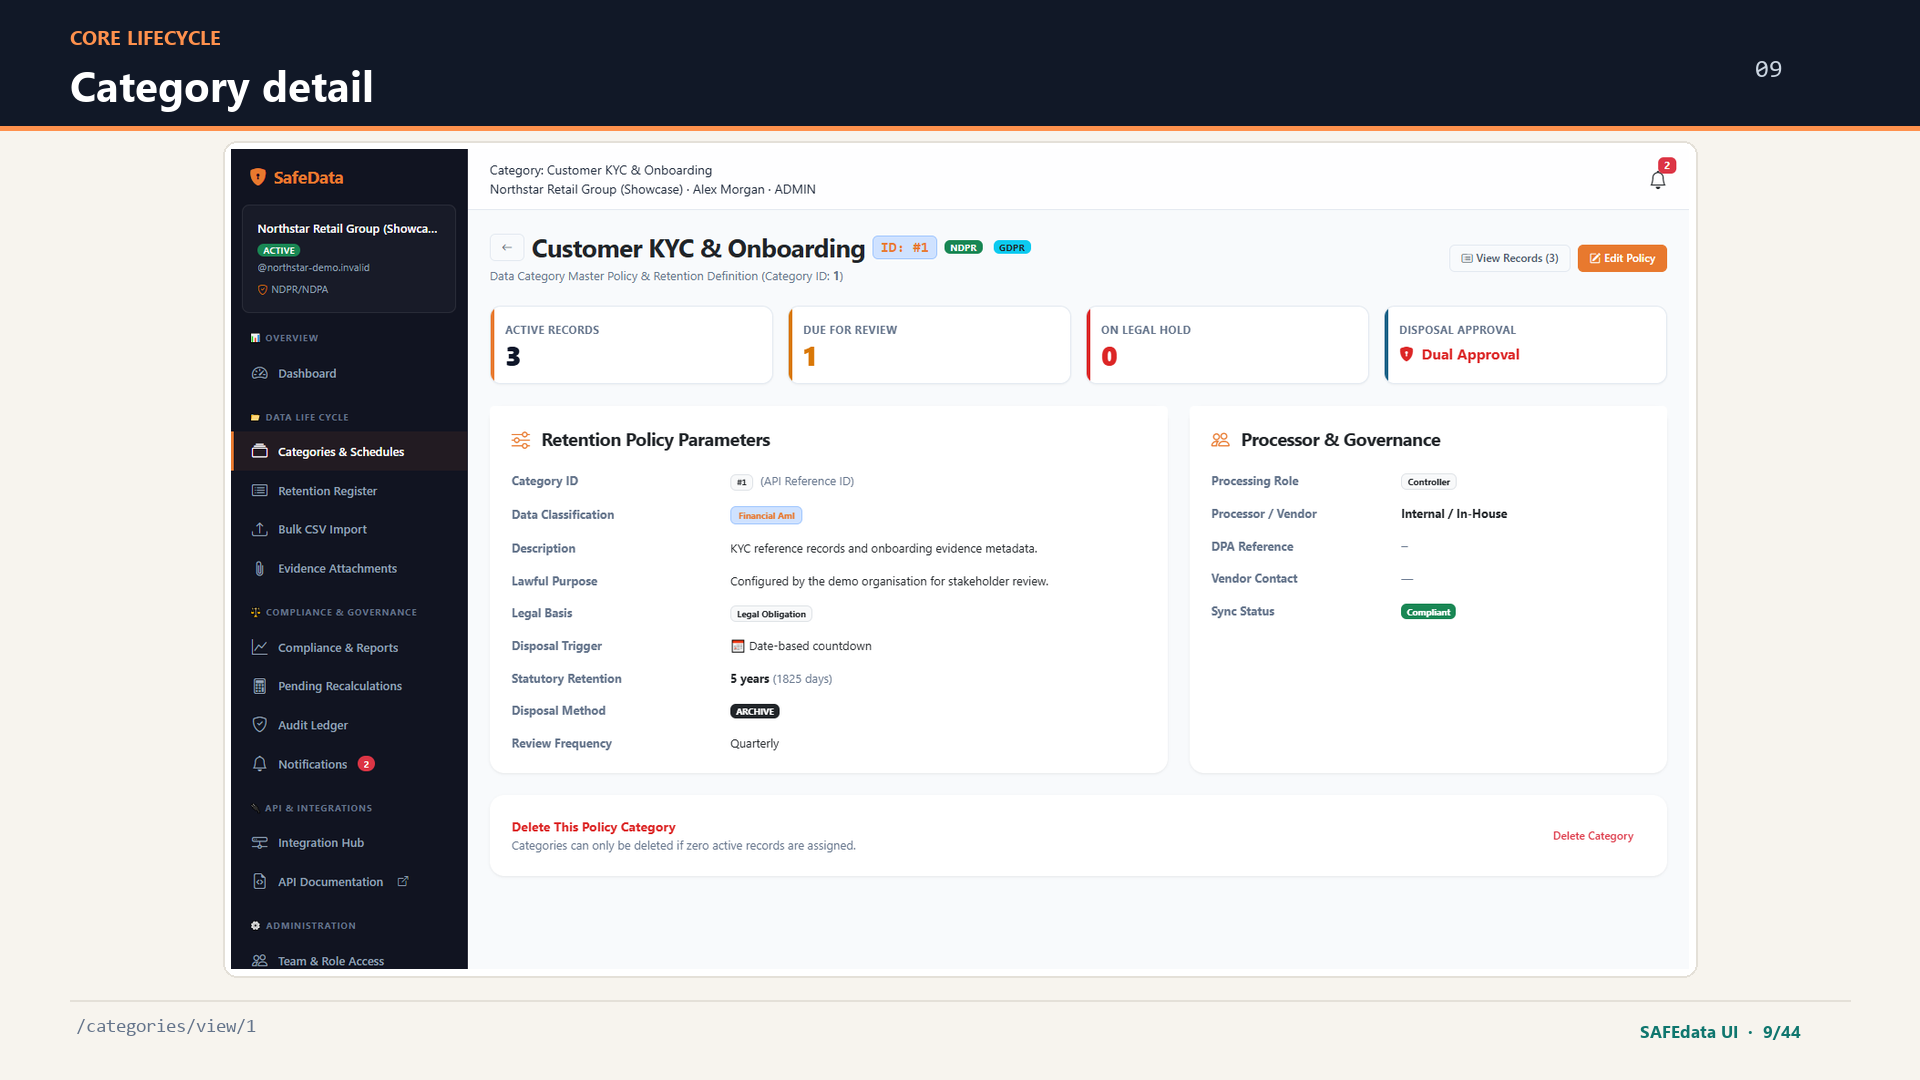 CORE LIFECYCLE
Category detail
09
SafeData
Northstar Retail Group (Showca...
ACTIVE
@northstar-demo.invalid
NDPR/NDPA
OVERVIEW
Dashboard
DATA LIFE CYCLE
Categories & Schedules
Retention Register
Bulk CSV Import
Evidence Attachments
COMPLIANCE & GOVERNANCE
Compliance & Reports
Pending Recalculations
Audit Ledger
Notifications 2
API & INTEGRATIONS
Integration Hub
API Documentation
ADMINISTRATION
Team & Role Access
Category: Customer KYC & Onboarding
Northstar Retail Group (Showcase) · Alex Morgan · ADMIN
2
← Customer KYC & Onboarding ID: #1 NDPR GDPR
Data Category Master Policy & Retention Definition (Category ID: 1)
View Records (3) Edit Policy
ACTIVE RECORDS
3
DUE FOR REVIEW
1
ON LEGAL HOLD
0
DISPOSAL APPROVAL
Dual Approval
Retention Policy Parameters
Category ID #1 (API Reference ID)
Data Classification Financial Aml
Description KYC reference records and onboarding evidence metadata.
Lawful Purpose Configured by the demo organisation for stakeholder review.
Legal Basis Legal Obligation
Disposal Trigger Date-based countdown
Statutory Retention 5 years (1825 days)
Disposal Method ARCHIVE
Review Frequency Quarterly
Processor & Governance
Processing Role Controller
Processor / Vendor Internal / In-House
DPA Reference –
Vendor Contact —
Sync Status Compliant
Delete This Policy Category
Categories can only be deleted if zero active records are assigned.
Delete Category
/categories/view/1
SAFEdata UI · 9/44